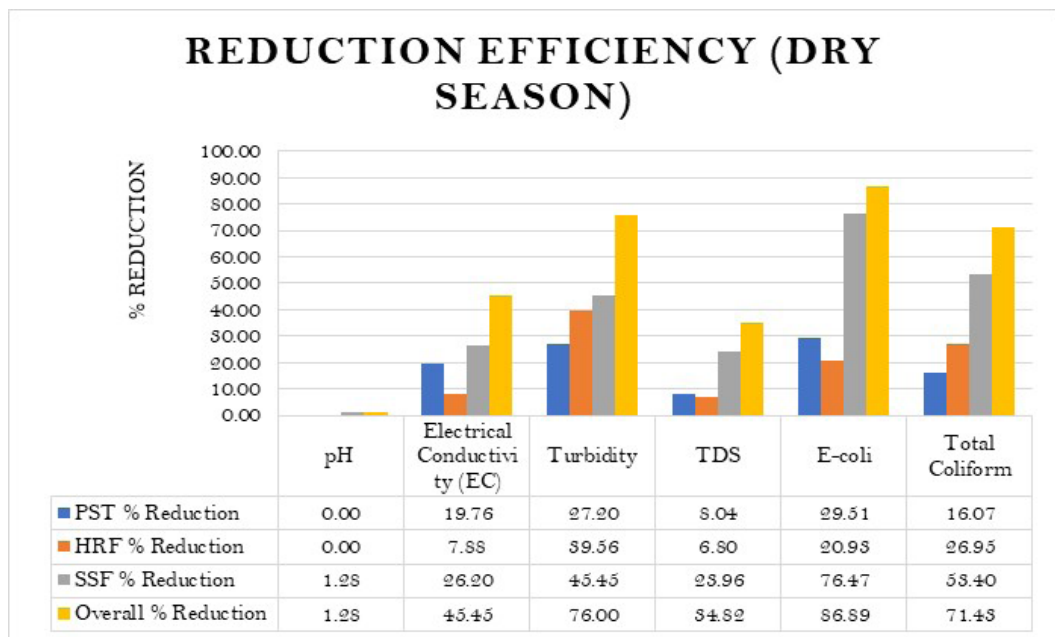 REDUCTION EFFICIENCY (DRY
SEASON)
% REDUCTION
100.00
90.00
80.00
70.00
60.00
50.00
40.00
30.00
20.00
10.00
0.00
pH Electrical Conductivi ty (EC) Turbidity TDS E-coli Total Coliform
PST % Reduction 0.00 19.76 27.20 8.04 29.51 16.07
HRF % Reduction 0.00 7.88 39.56 6.80 20.93 26.95
SSF % Reduction 1.28 26.20 45.45 23.96 76.47 53.40
Overall % Reduction 1.28 45.45 76.00 34.82 86.89 71.43